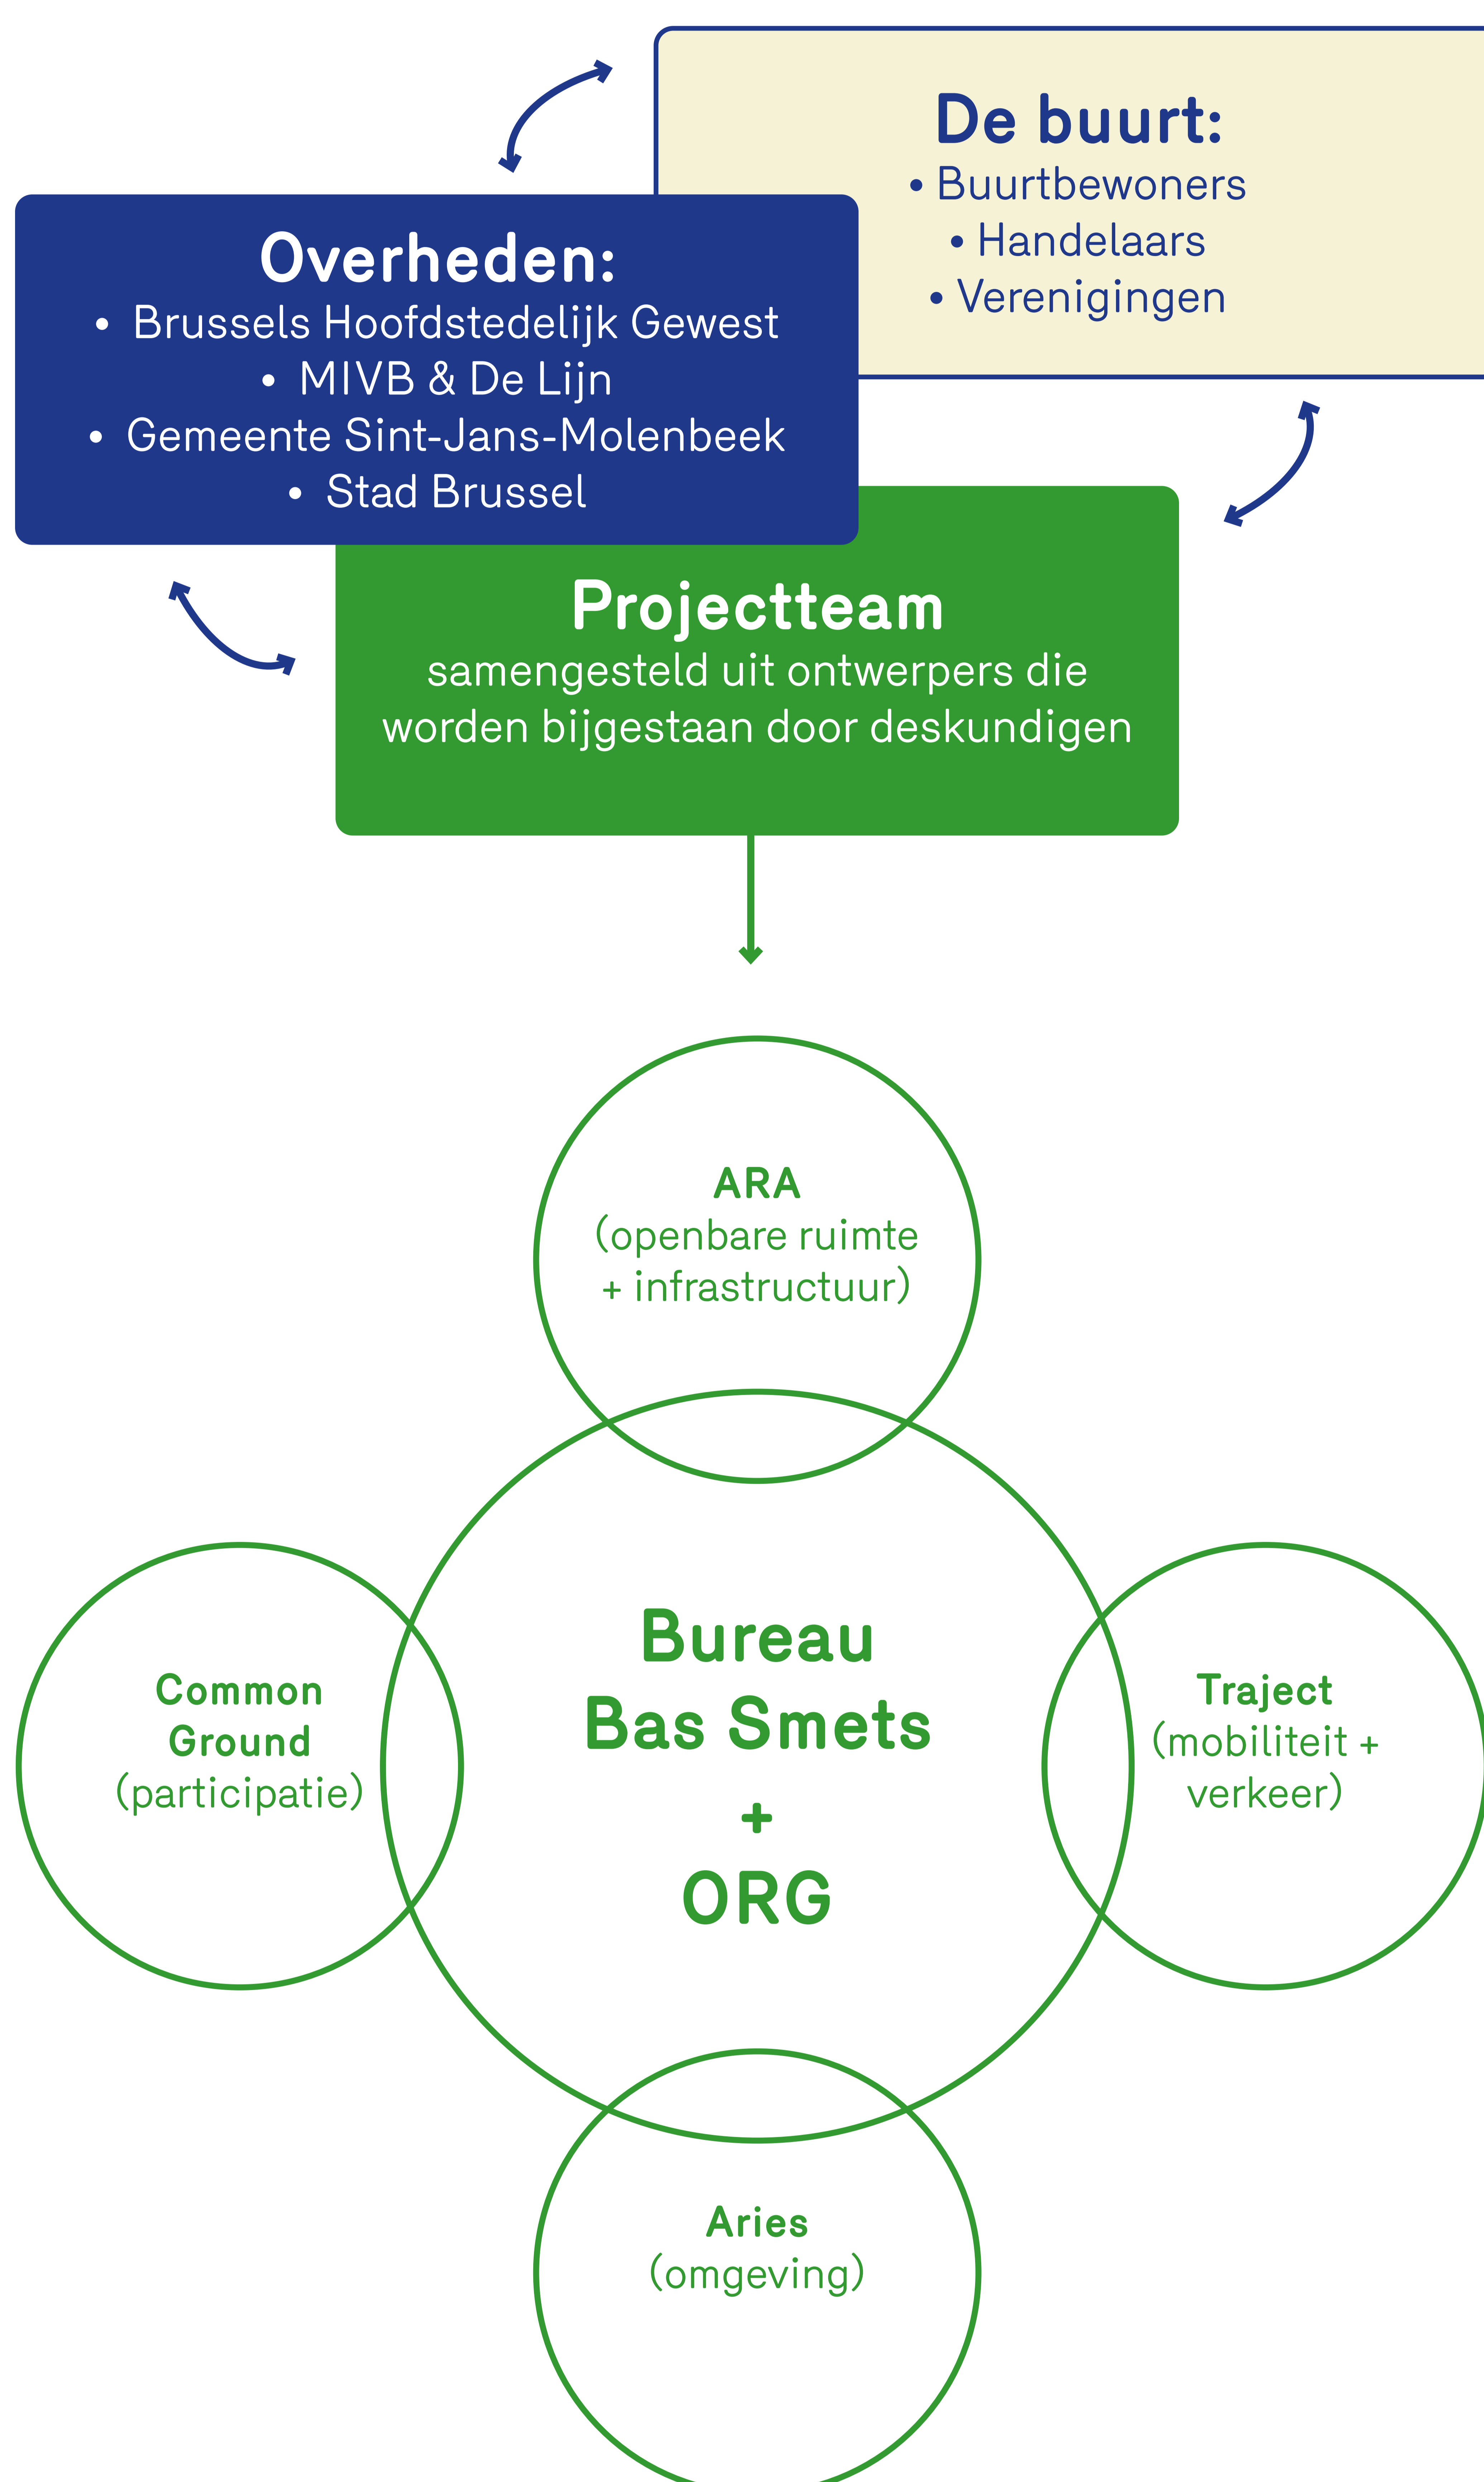 De buurt:
• Buurtbewoners
• Handelaars
• Verenigingen
Overheden:
• Brussels Hoofdstedelijk Gewest
• MIVB & De Lijn
• Gemeente Sint-Jans-Molenbeek
• Stad Brussel
Projectteam
samengesteld uit ontwerpers die
worden bijgestaan door deskundigen
ARA
(openbare ruimte
+ infrastructuur)
Common
Ground
(participatie)
Bureau
Bas Smets
+
ORG
Traject
(mobiliteit +
verkeer)
Aries
(omgeving)